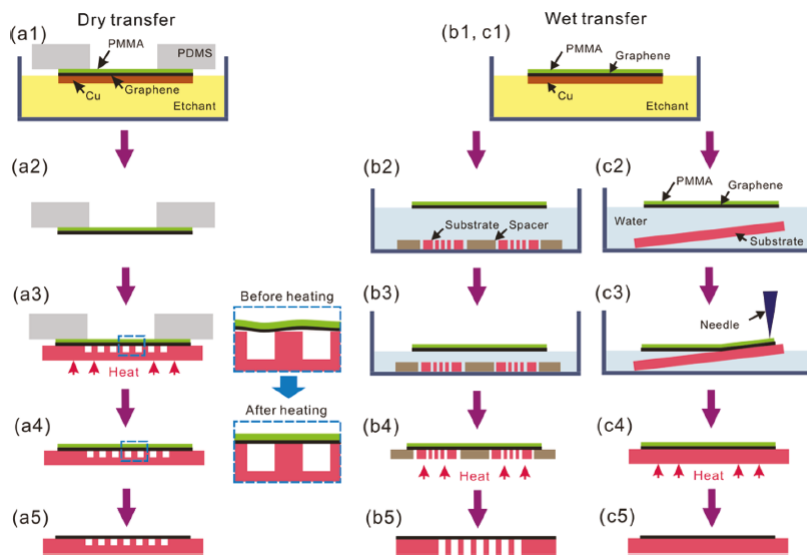 Dry transfer
Wet transfer
(a1)
PMMA
PDMS
Graphene
Cu
Etchant
(b1, c1)
PMMA
Graphene
Cu
Etchant
(a2)
(b2)
Substrate
Spacer
(c2)
PMMA
Graphene
Water
Substrate
(a3)
Heat
Before heating
After heating
(b3)
(c3)
Needle
(a4)
(b4)
Heat
(c4)
Heat
(a5)
(b5)
(c5)